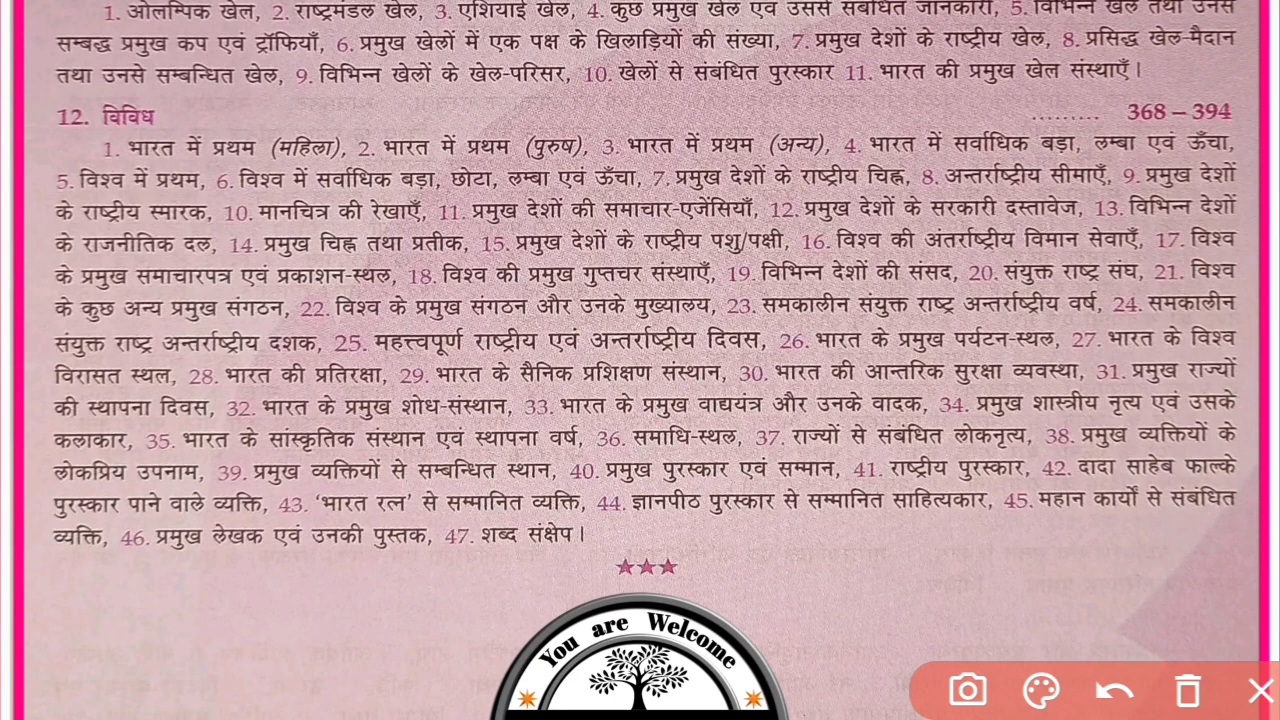 1. ओलम्पिक खेल, 2. राष्ट्रमंडल खेल, 3. एशियाई खेल, 4. कुछ प्रमुख खेल एवं उससे संबंधित जानकारी, 5. विभिन्न खेल तथा उनसे
सम्बद्ध प्रमुख कप एवं ट्रॉफियाँ, 6. प्रमुख खेलों में एक पक्ष के खिलाड़ियों की संख्या, 7. प्रमुख देशों के राष्ट्रीय खेल, 8. प्रसिद्ध खेल-मैदान
तथा उनसे सम्बन्धित खेल, 9. विभिन्न खेलों के खेल-परिसर, 10. खेलों से संबंधित पुरस्कार 11. भारत की प्रमुख खेल संस्थाएँ।
12. विविध ......... 368 – 394
1. भारत में प्रथम (महिला), 2. भारत में प्रथम (पुरुष), 3. भारत में प्रथम (अन्य), 4. भारत में सर्वाधिक बड़ा, लम्बा एवं ऊँचा,
5. विश्व में प्रथम, 6. विश्व में सर्वाधिक बड़ा, छोटा, लम्बा एवं ऊँचा, 7. प्रमुख देशों के राष्ट्रीय चिह्न, 8. अन्तर्राष्ट्रीय सीमाएँ, 9. प्रमुख देशों
के राष्ट्रीय स्मारक, 10. मानचित्र की रेखाएँ, 11. प्रमुख देशों की समाचार-एजेंसियाँ, 12. प्रमुख देशों के सरकारी दस्तावेज, 13. विभिन्न देशों
के राजनीतिक दल, 14. प्रमुख चिह्न तथा प्रतीक, 15. प्रमुख देशों के राष्ट्रीय पशु/पक्षी, 16. विश्व की अंतर्राष्ट्रीय विमान सेवाएँ, 17. विश्व
के प्रमुख समाचारपत्र एवं प्रकाशन-स्थल, 18. विश्व की प्रमुख गुप्तचर संस्थाएँ, 19. विभिन्न देशों की संसद, 20. संयुक्त राष्ट्र संघ, 21. विश्व
के कुछ अन्य प्रमुख संगठन, 22. विश्व के प्रमुख संगठन और उनके मुख्यालय, 23. समकालीन संयुक्त राष्ट्र अन्तर्राष्ट्रीय वर्ष, 24. समकालीन
संयुक्त राष्ट्र अन्तर्राष्ट्रीय दशक, 25. महत्त्वपूर्ण राष्ट्रीय एवं अन्तर्राष्ट्रीय दिवस, 26. भारत के प्रमुख पर्यटन-स्थल, 27. भारत के विश्व
विरासत स्थल, 28. भारत की प्रतिरक्षा, 29. भारत के सैनिक प्रशिक्षण संस्थान, 30. भारत की आन्तरिक सुरक्षा व्यवस्था, 31. प्रमुख राज्यों
की स्थापना दिवस, 32. भारत के प्रमुख शोध-संस्थान, 33. भारत के प्रमुख वाद्ययंत्र और उनके वादक, 34. प्रमुख शास्त्रीय नृत्य एवं उसके
कलाकार, 35. भारत के सांस्कृतिक संस्थान एवं स्थापना वर्ष, 36. समाधि-स्थल, 37. राज्यों से संबंधित लोकनृत्य, 38. प्रमुख व्यक्तियों के
लोकप्रिय उपनाम, 39. प्रमुख व्यक्तियों से सम्बन्धित स्थान, 40. प्रमुख पुरस्कार एवं सम्मान, 41. राष्ट्रीय पुरस्कार, 42. दादा साहेब फाल्के
पुरस्कार पाने वाले व्यक्ति, 43. 'भारत रत्न' से सम्मानित व्यक्ति, 44. ज्ञानपीठ पुरस्कार से सम्मानित साहित्यकार, 45. महान कार्यों से संबंधित
व्यक्ति, 46. प्रमुख लेखक एवं उनकी पुस्तक, 47. शब्द संक्षेप।
You are Welcome